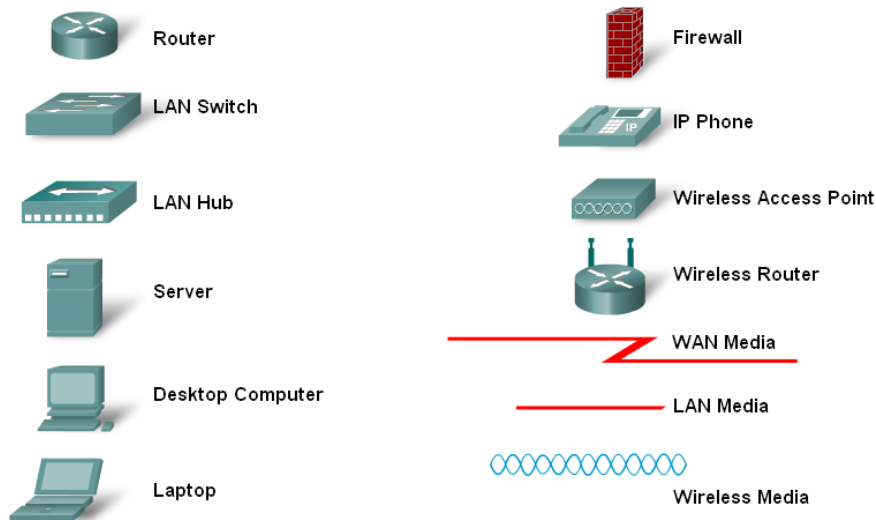 Router
LAN Switch
LAN Hub
Server
Desktop Computer
Laptop
Firewall
IP
IP Phone
Wireless Access Point
Wireless Router
WAN Media
LAN Media
Wireless Media